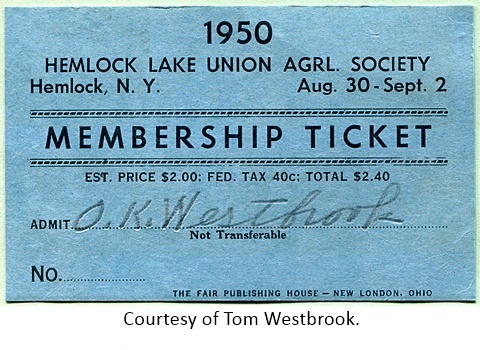 1950
HEMLOCK LAKE UNION AGRL. SOCIETY
Hemlock, N. Y. Aug. 30 - Sept. 2
MEMBERSHIP TICKET
EST. PRICE $2.00: FED. TAX 40c: TOTAL $2.40
ADMIT O. K. Westbrook
Not Transferable
No.
THE FAIR PUBLISHING HOUSE — NEW LONDON, OHIO
Courtesy of Tom Westbrook.